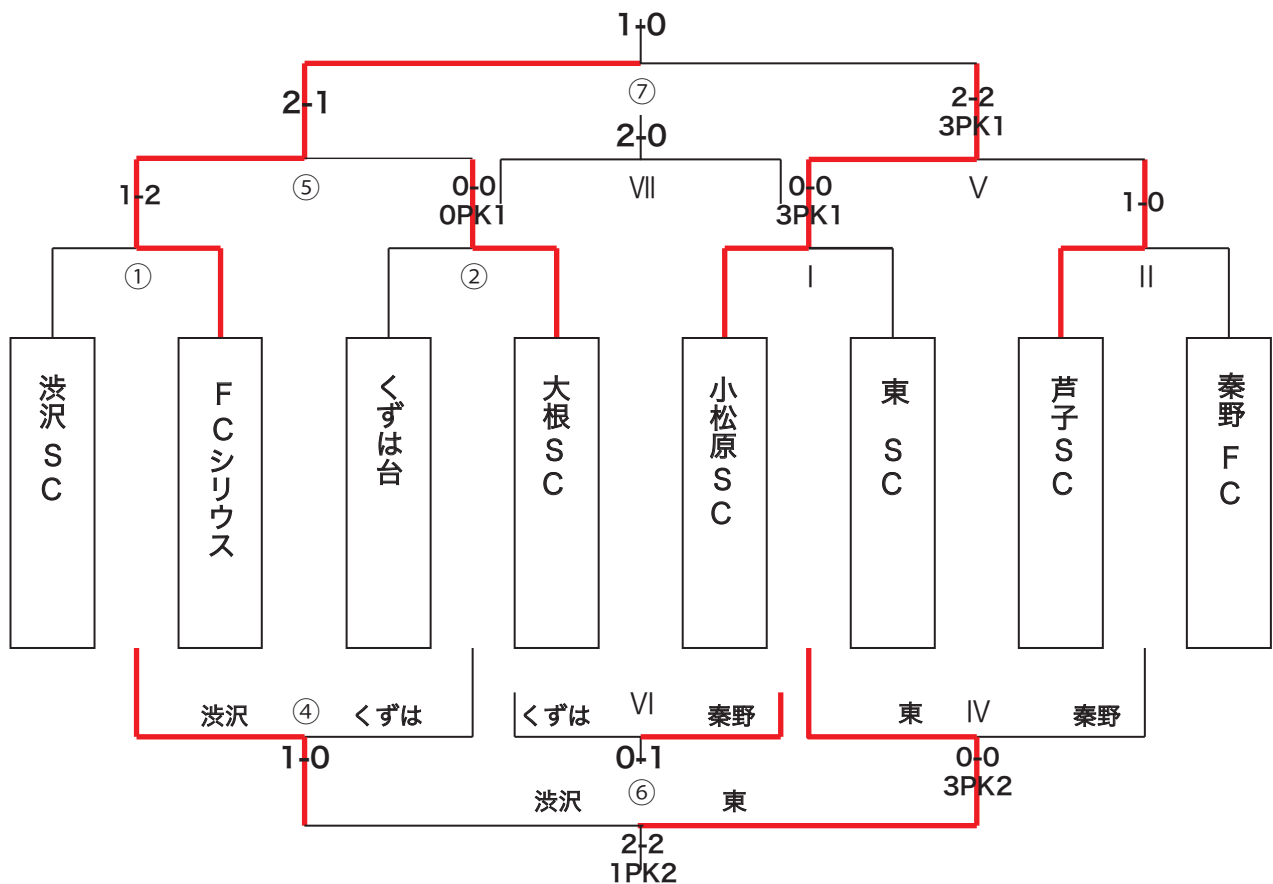 1-0
⑦
2-1
2-2
3PK1
2-0
⑤
Ⅶ
Ⅴ
1-2
0-0
0PK1
0-0
3PK1
1-0
①
②
Ⅰ
Ⅱ
渋沢SC
FCシリウス
くずは台
大根SC
小松原SC
東 SC
芦子SC
秦野FC
渋沢 ④ くずは
くずは Ⅵ 秦野
東 Ⅳ 秦野
1-0
0-1
0-0
3PK2
⑥
渋沢 東
2-2
1PK2